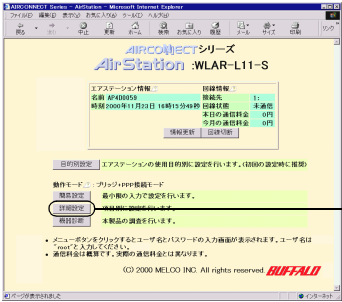 AIRCONNECT Series - AirStation - Microsoft Internet Explorer
ファイル(F) 編集(E) 表示(V) お気に入り(A) ツール(T) ヘルプ(H)
戻る 中止 更新 ホーム 検索 お気に入り 履歴 メール サイズ 印刷 リンク
AIRCONNECTシリーズ
AirStation :WLAR-L11-S
エアステーション情報 回線情報
名前 AP4D0059 接続先 1:
時刻 2000年11月23日 16時15分49秒 回線状態 未通信
本日の通信料金 0円
今月の通信料金 0円
情報更新 回線切断
目的別設定 エアステーションの使用目的別に設定を行います。(初回の設定時に推奨)
動作モード : ブリッジ+PPP接続モード
簡易設定 最小限の入力で設定を行います。
詳細設定
機器診断 本製品の調査を行います。
• メニューボタンをクリックするとユーザ名とパスワードの入力画面が表示されます。ユーザ名は
"root"と入力してください。
• 通信料金は概算です。実際の通信料金とは異なります。
(C) 2000 MELCO INC. All rights reserved. BUFFALO
ページが表示されました インターネット